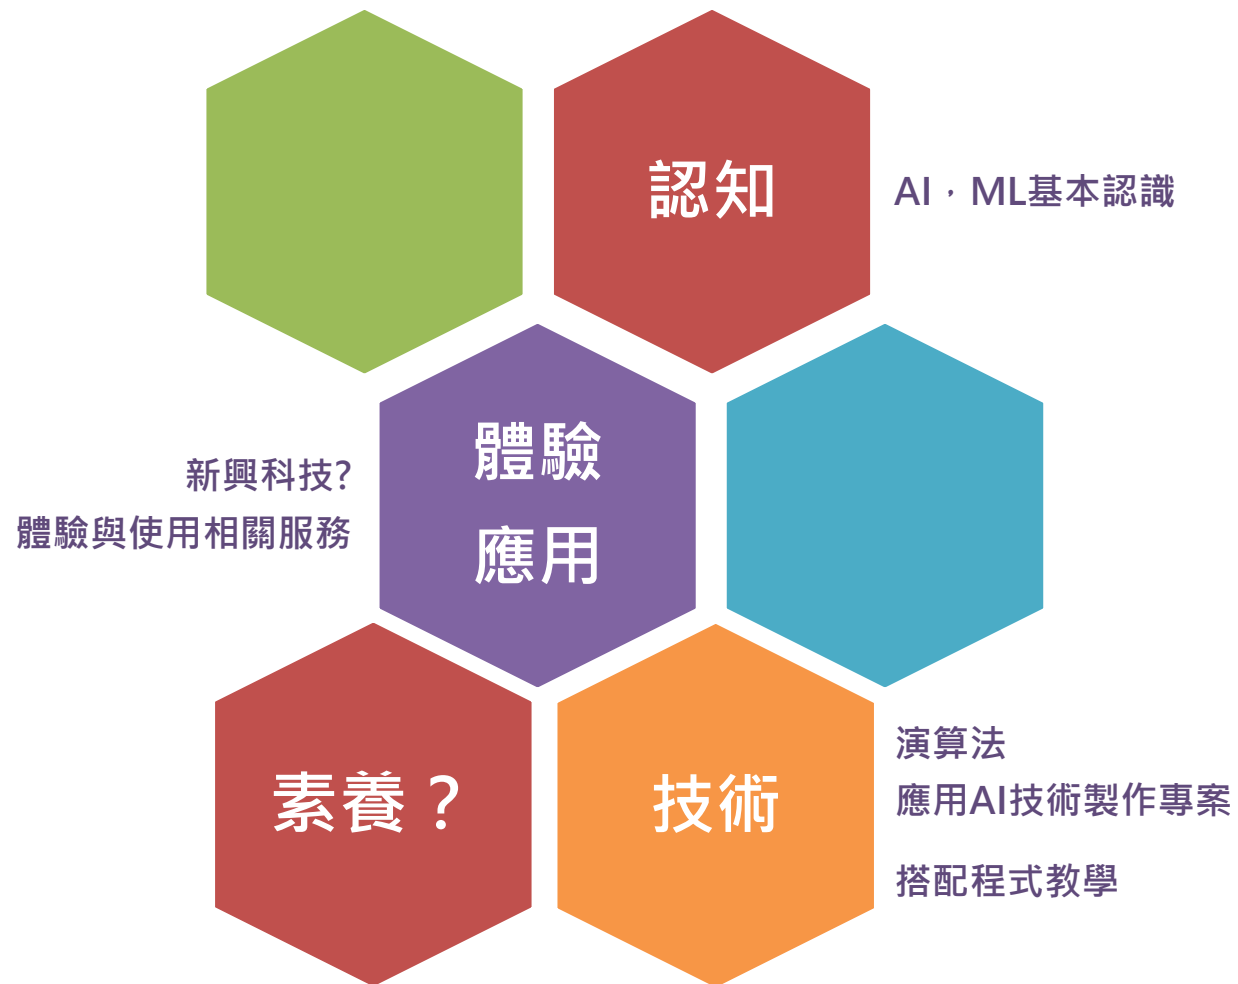 認知
AI，ML基本認識
體驗
應用
新興科技?
體驗與使用相關服務
素養？
技術
演算法
應用AI技術製作專案
搭配程式教學